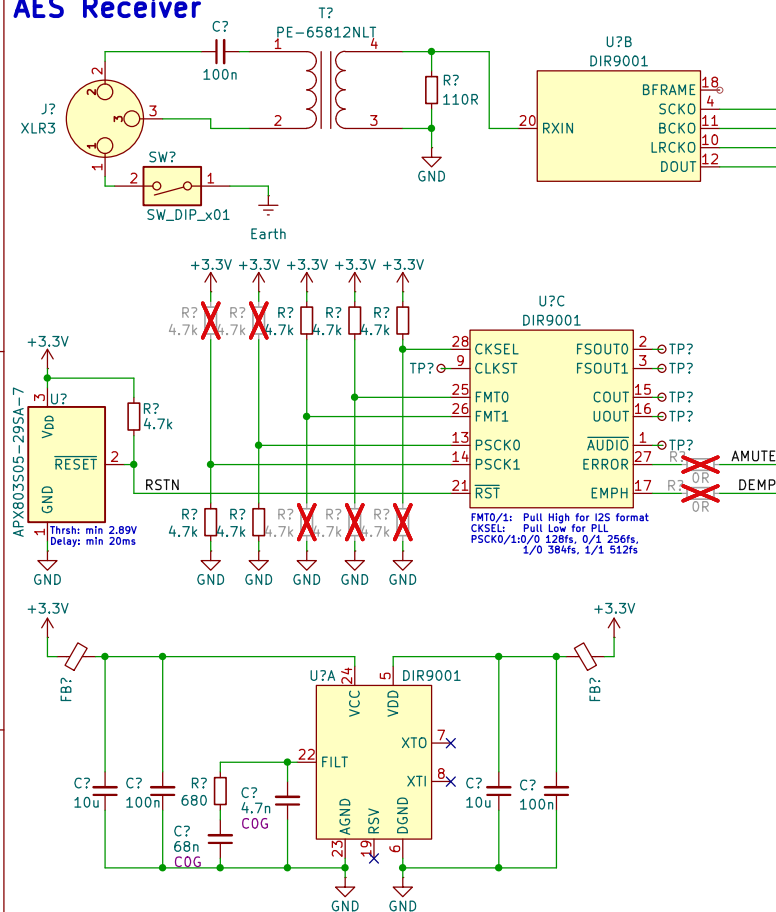 AES Receiver
T?
PE-65812NLT
C?
100n
1
4
2
3
2
2
3
3
1
1
J?
XLR3
R?
110R
GND
U?B
DIR9001
20
RXIN
BFRAME
18
SCKO
4
BCKO
11
LRCKO
10
DOUT
12
SW?
2
1
SW_DIP_x01
Earth
+3.3V
+3.3V
+3.3V
+3.3V
+3.3V
R?
4.7k
R?
4.7k
R?
4.7k
R?
4.7k
R?
4.7k
U?C
DIR9001
28
CKSEL
TP?
9
CLKST
25
FMT0
26
FMT1
13
PSCK0
14
PSCK1
21
RST
FSOUT0
2
TP?
FSOUT1
3
TP?
COUT
15
TP?
UOUT
16
TP?
AUDIO
1
TP?
ERROR
27
R?
0R
AMUTE
EMPH
17
R?
0R
DEMP
+3.3V
APX803S05-29SA-7
3
U?
VDD
RESET
2
GND
1
R?
4.7k
RSTN
Thrsh: min 2.89V
Delay: min 20ms
GND
R?
4.7k
R?
4.7k
R?
4.7k
R?
4.7k
R?
4.7k
GND
GND
GND
GND
GND
FMT0/1: Pull High for I2S format
CKSEL: Pull Low for PLL
PSCK0/1:0/0 128fs, 0/1 256fs,
1/0 384fs, 1/1 512fs
+3.3V
+3.3V
FB?
FB?
U?A
DIR9001
24
VCC
5
VDD
XTO
7
XTI
8
22
FILT
AGND
23
RSV
19
DGND
6
C?
10u
C?
100n
R?
680
C?
4.7n
C0G
C?
68n
C0G
C?
10u
C?
100n
GND
GND